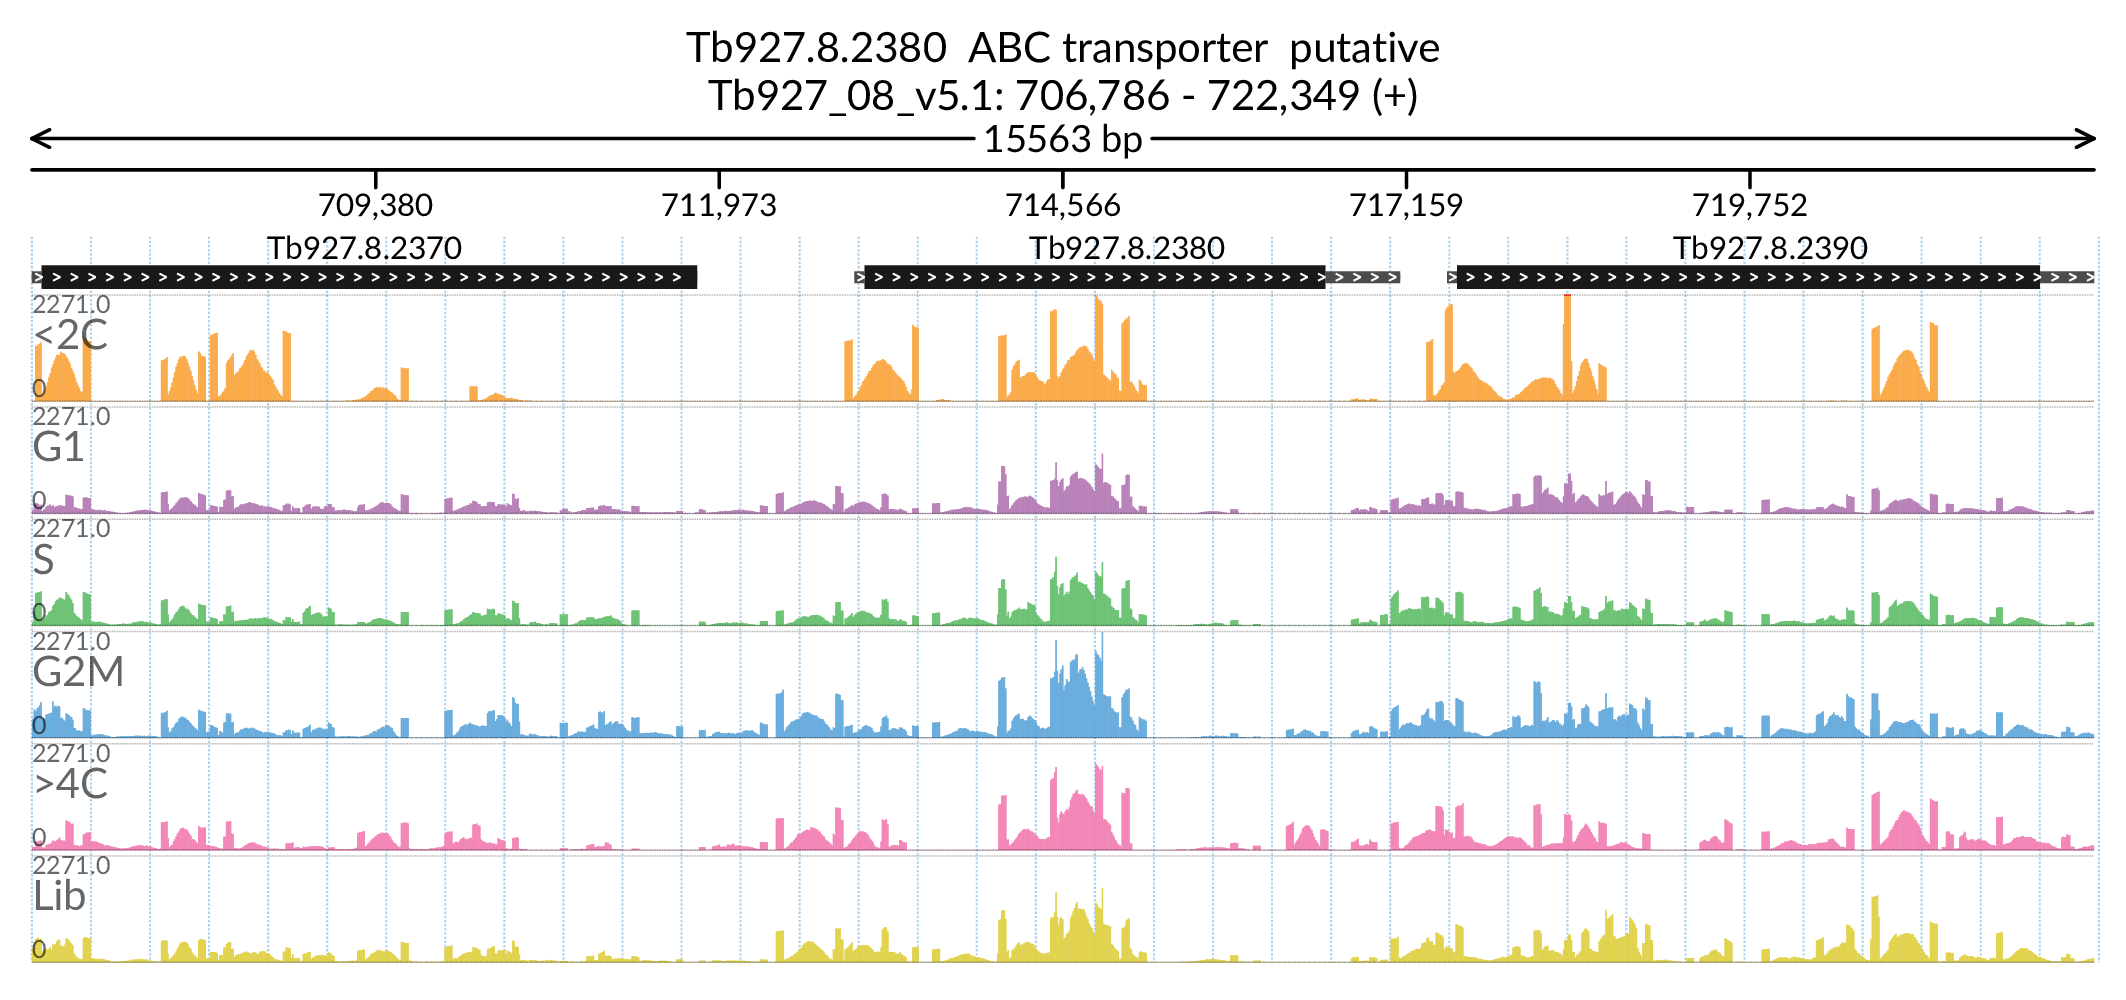 Tb927.8.2380  ABC transporter  putative
Tb927_08_v5.1: 706,786 - 722,349 (+)
15563 bp
709,380 711,973 714,566 717,159 719,752
Tb927.8.2370 Tb927.8.2380 Tb927.8.2390
2271.0
<2C
0
2271.0
G1
0
2271.0
S
0
2271.0
G2M
0
2271.0
>4C
0
2271.0
Lib
0